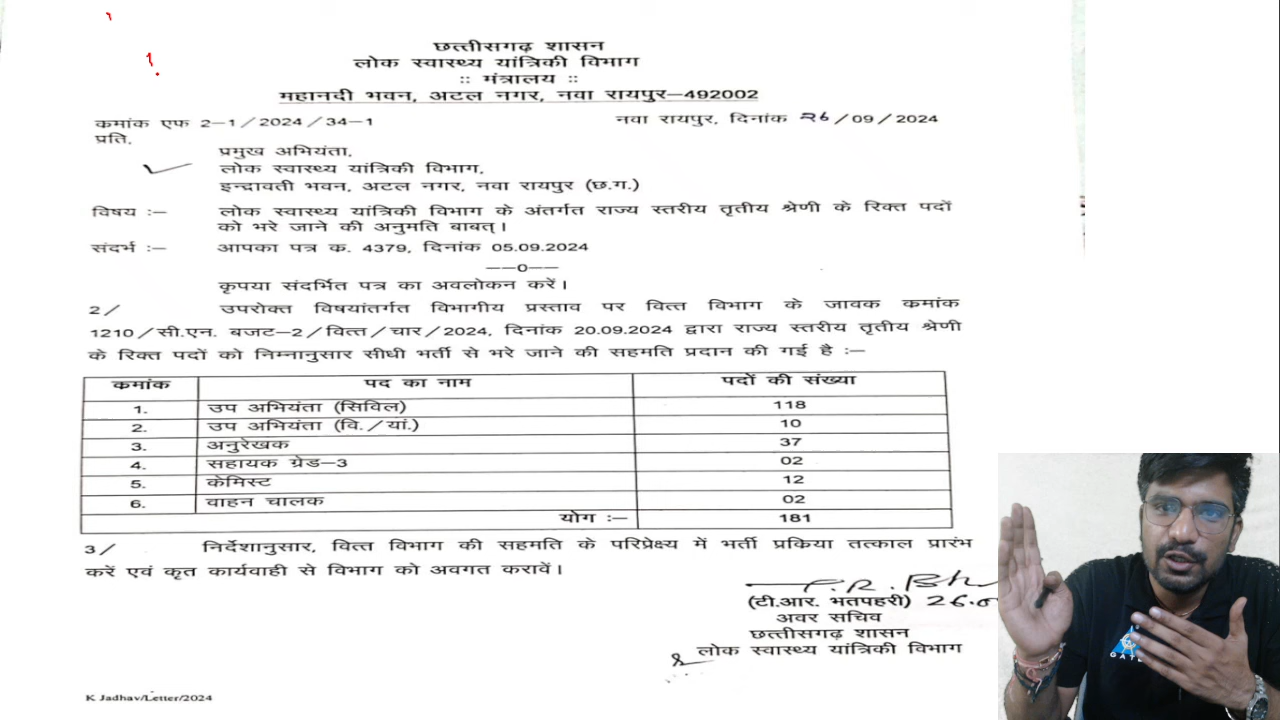 छत्तीसगढ़ शासन
लोक स्वास्थ्य यांत्रिकी विभाग
:: मंत्रालय ::
महानदी भवन, अटल नगर, नवा रायपुर–492002
कमांक एफ 2–1/2024/34–1 नवा रायपुर, दिनांक 26/09/2024
प्रति,
प्रमुख अभियंता,
लोक स्वास्थ्य यांत्रिकी विभाग,
इन्द्रावती भवन, अटल नगर, नवा रायपुर (छ.ग.)
विषय :– लोक स्वास्थ्य यांत्रिकी विभाग के अंतर्गत राज्य स्तरीय तृतीय श्रेणी के रिक्त पदों
को भरे जाने की अनुमति बाबत्।
संदर्भ :– आपका पत्र क. 4379, दिनांक 05.09.2024
——0——
कृपया संदर्भित पत्र का अवलोकन करें।
2/ उपरोक्त विषयांतर्गत विभागीय प्रस्ताव पर वित्त विभाग के जावक कमांक
1210/सी.एन. बजट–2/वित्त/चार/2024, दिनांक 20.09.2024 द्वारा राज्य स्तरीय तृतीय श्रेणी
के रिक्त पदों को निम्नानुसार सीधी भर्ती से भरे जाने की सहमति प्रदान की गई है :–
कमांक पद का नाम पदों की संख्या
1. उप अभियंता (सिविल) 118
2. उप अभियंता (वि./यां.) 10
3. अनुरेखक 37
4. सहायक ग्रेड–3 02
5. केमिस्ट 12
6. वाहन चालक 02
योग :– 181
3/ निर्देशानुसार, वित्त विभाग की सहमति के परिप्रेक्ष्य में भर्ती प्रकिया तत्काल प्रारंभ
करें एवं कृत कार्यवाही से विभाग को अवगत करावें।
(टी.आर. भतपहरी) 26.0
अवर सचिव
छत्तीसगढ़ शासन
लोक स्वास्थ्य यांत्रिकी विभाग
K Jadhav/Letter/2024